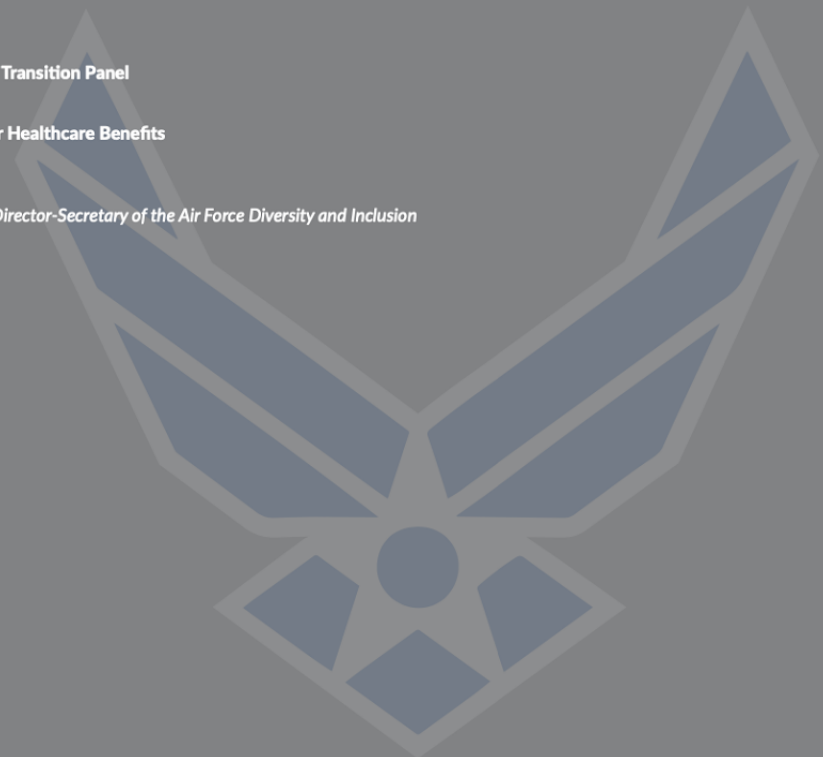 Transition Panel
r Healthcare Benefits
Director-Secretary of the Air Force Diversity and Inclusion